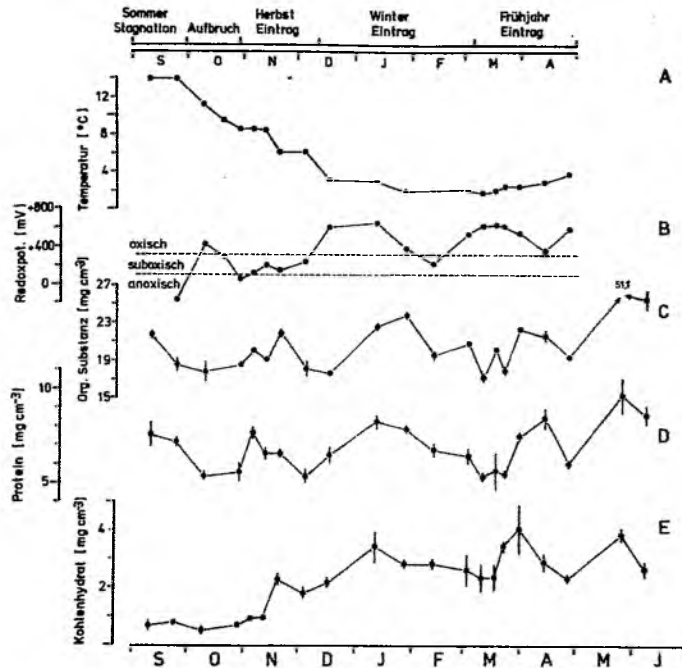 Sommer Stagnation
Aufbruch
Herbst Eintrag
Winter Eintrag
Frühjahr Eintrag
S O N D J F M A
A
Temperatur [°C]
12
8
4
B
Redoxpot. [mV]
+800
+400
0
oxisch
suboxisch
anoxisch
C
Org. Substanz [mg cm⁻³]
27
23
19
15
D
Protein [mg cm⁻³]
10
5
E
Kohlenhydrat [mg cm⁻³]
4
2
S O N D J F M A M J